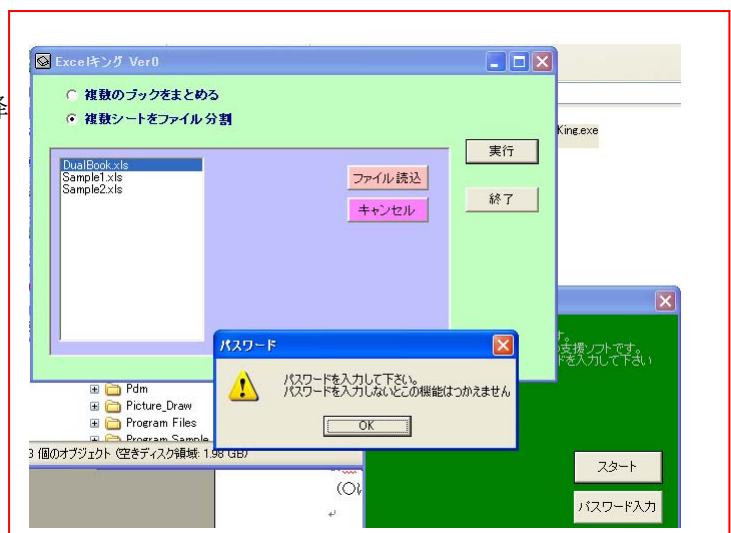 Excelキング Ver0
複数のブックをまとめる
複数シートをファイル分割
King.exe
実行
DualBook.xls
Sample1.xls
Sample2.xls
ファイル読込
キャンセル
終了
パスワード
す。
支援ソフトです。
ドを入力して下さい
パスワードを入力して下さい。
パスワードを入力しないとこの機能はつかえません
OK
Pdm
Picture_Draw
Program Files
Program Sample
3 個のオブジェクト (空きディスク領域: 1.98 GB)
スタート
パスワード入力